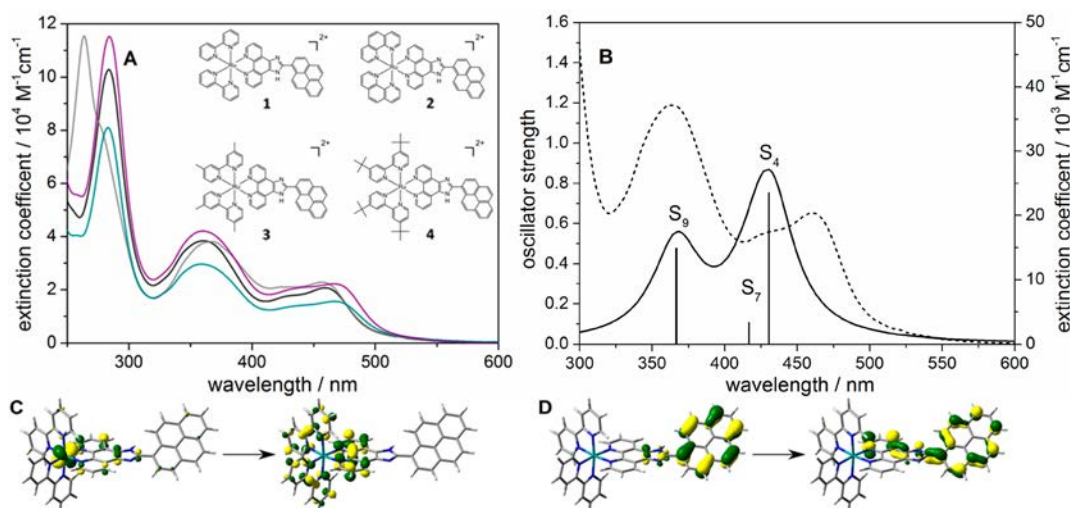 A
extinction coefficient / 10⁴ M⁻¹cm⁻¹
12
10
8
6
4
2
0
300
400
500
600
wavelength / nm
2+
1
2+
2
2+
3
2+
4
N
H
B
oscillator strength
1.6
1.4
1.2
1.0
0.8
0.6
0.4
0.2
0.0
S₉
S₇
S₄
300
350
400
450
500
550
600
wavelength / nm
50
40
30
20
10
0
extinction coefficient / 10³ M⁻¹cm⁻¹
C
D